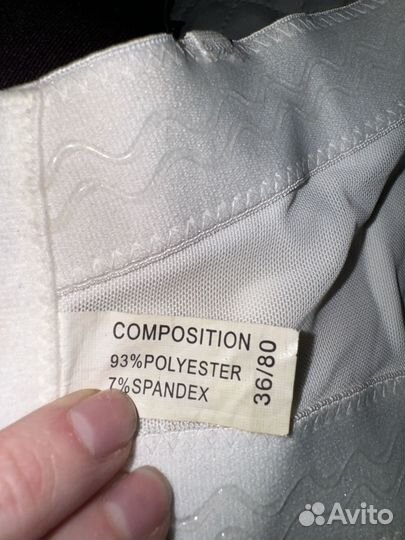 COMPOSITION
93%POLYESTER
7%SPANDEX
36/80
Avito